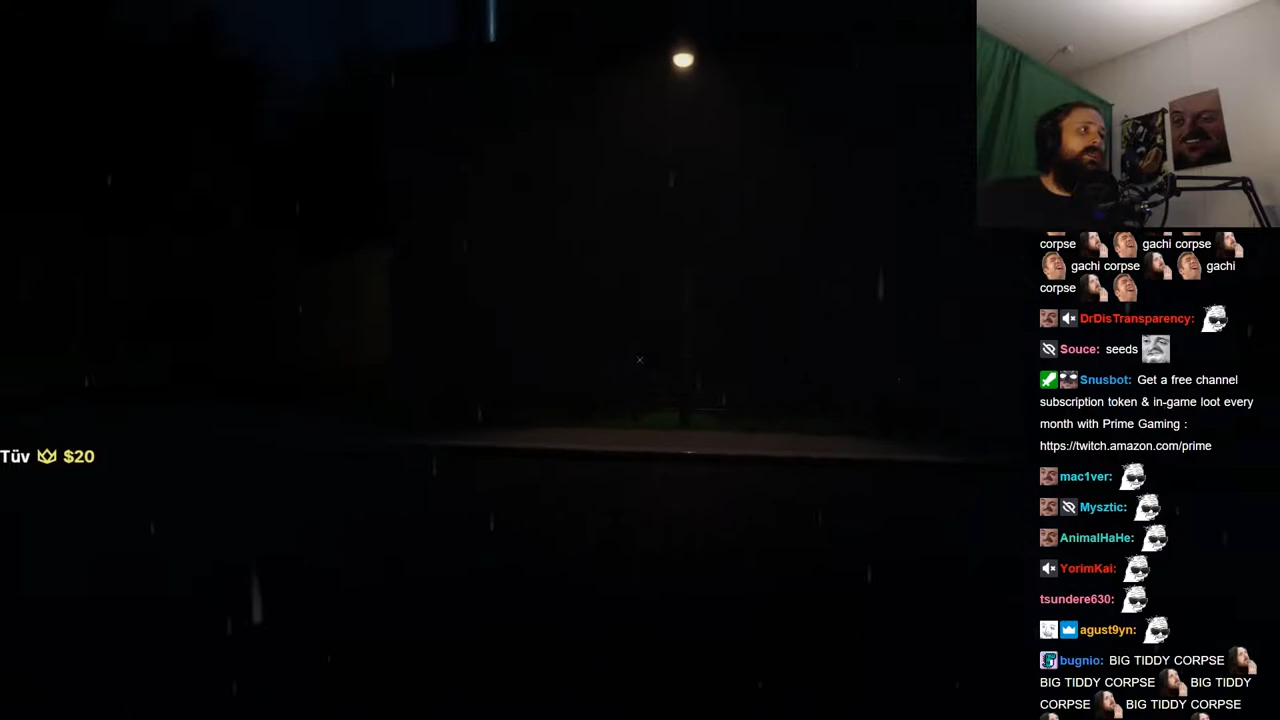 corpse gachi corpse
gachi corpse gachi
corpse
DrDisTransparency:
Souce: seeds
Snusbot: Get a free channel
subscription token & in-game loot every
month with Prime Gaming :
https://twitch.amazon.com/prime
Tüv $20
mac1ver:
Mysztic:
AnimalHaHe:
YorimKai:
tsundere630:
agust9yn:
bugnio: BIG TIDDY CORPSE
BIG TIDDY CORPSE BIG TIDDY
CORPSE BIG TIDDY CORPSE